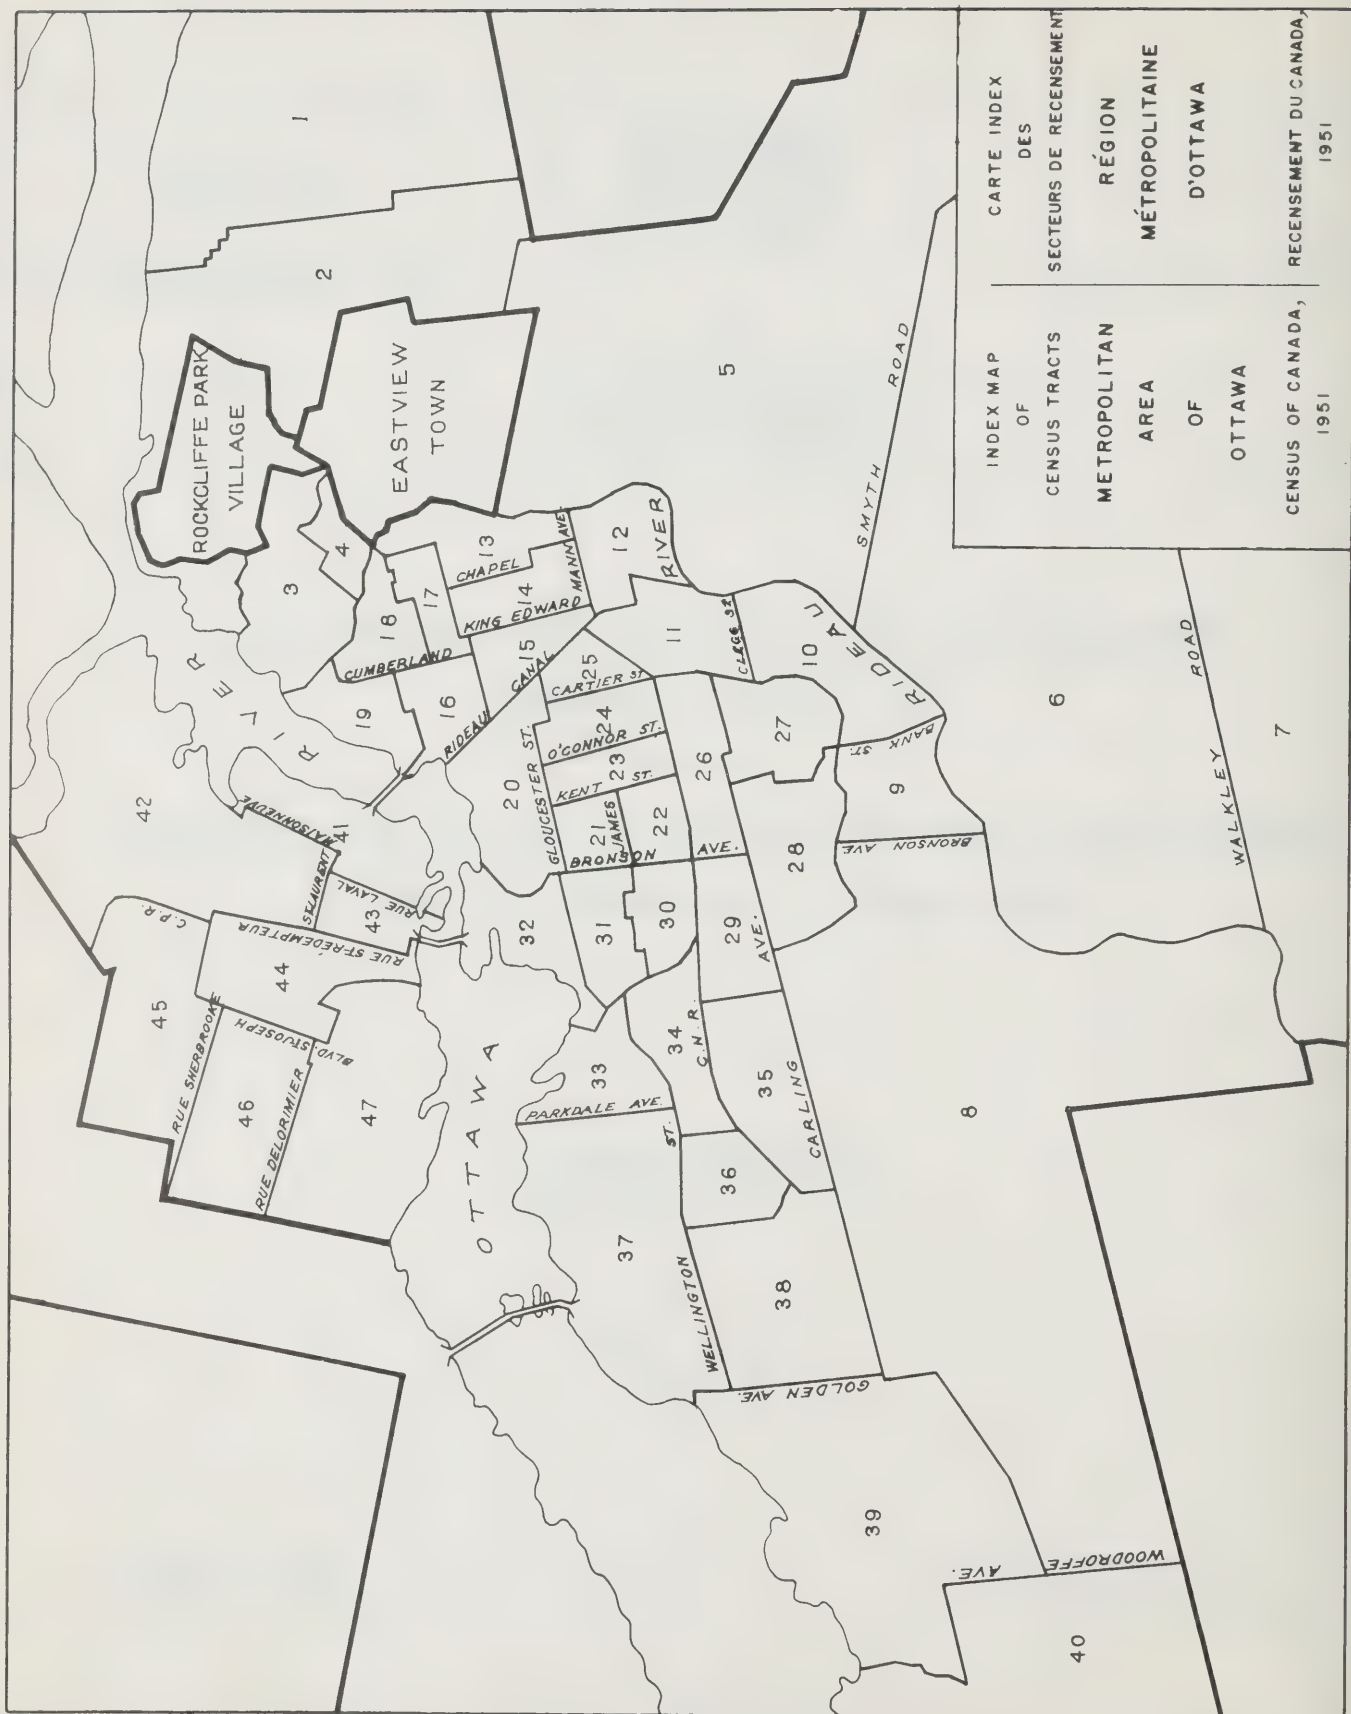 INDEX MAP
OF
CENSUS TRACTS
METROPOLITAN
AREA
OF
OTTAWA
CENSUS OF CANADA,
1951
CARTE INDEX
DES
SECTEURS DE RECENSEMENT
RÉGION
MÉTROPOLITAINE
D'OTTAWA
RECENSEMENT DU CANADA,
1951
ROCKCLIFFE PARK
VILLAGE
EASTVIEW
TOWN
OTTAWA
RIVER
RIDEAU
RIVER
RIDEAU CANAL
SMYTH ROAD
WALKLEY ROAD
CHAPEL
MANN AVE.
KING EDWARD
CUMBERLAND
CLEGG ST.
CARTIER ST.
O'CONNOR ST.
KENT ST.
JAMES
GLOUCESTER ST.
BRONSON AVE.
BANK ST.
BRONSON AVE
C.N.R.
CARLING AVE.
PARKDALE AVE.
WELLINGTON ST.
GOLDEN AVE.
WOODROFFE AVE.
MAISONNEUVE
ST. LAURENT
RUE LAVAL
RUE ST-RÉDEMPTEUR
C.P.R.
BLVD. ST. JOSEPH
RUE SHERBROOKE
RUE DELORIMIER
1
2
3
4
5
6
7
8
9
10
11
12
13
14
15
16
17
18
19
20
21
22
23
24
25
26
27
28
29
30
31
32
33
34
35
36
37
38
39
40
41
42
43
44
45
46
47